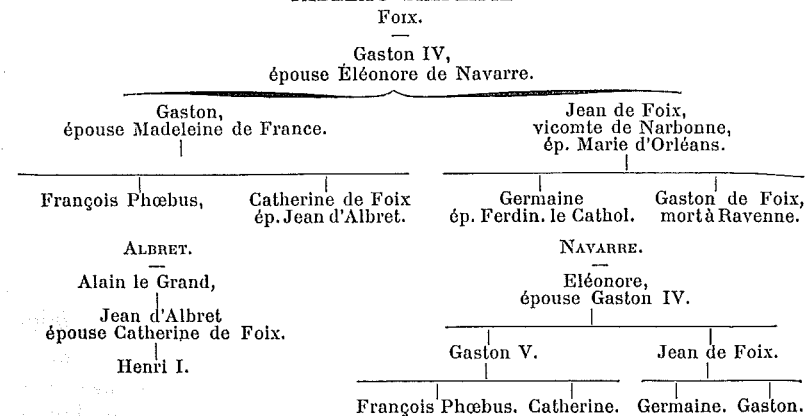 Foix.
Gaston IV,
épouse Éléonore de Navarre.
Gaston,
épouse Madeleine de France.
Jean de Foix,
vicomte de Narbonne,
ép. Marie d'Orléans.
François Phœbus,
Catherine de Foix
ép. Jean d'Albret.
Germaine
ép. Ferdin. le Cathol.
Gaston de Foix,
mort à Ravenne.
Albret.
Alain le Grand,
Jean d'Albret
épouse Catherine de Foix.
Henri I.
Navarre.
Eléonore,
épouse Gaston IV.
Gaston V.
Jean de Foix.
François Phœbus. Catherine. Germaine. Gaston.